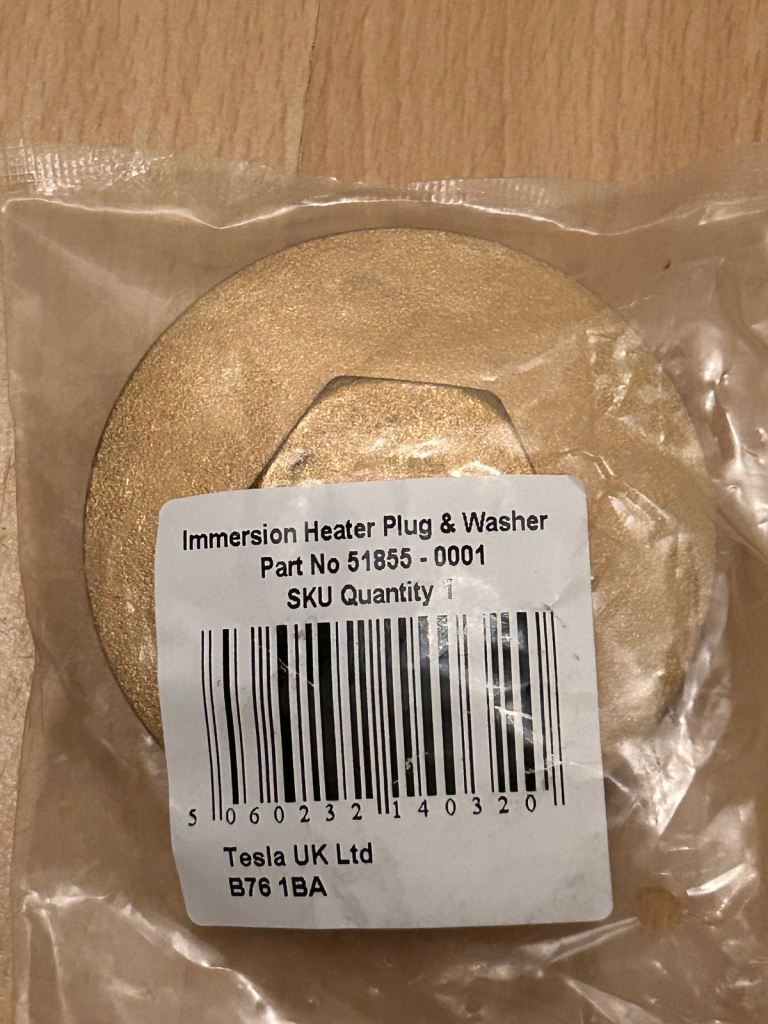 Immersion Heater Plug & Washer
Part No 51855 - 0001
SKU Quantity 1
5 060232 140320
Tesla UK Ltd
B76 1BA